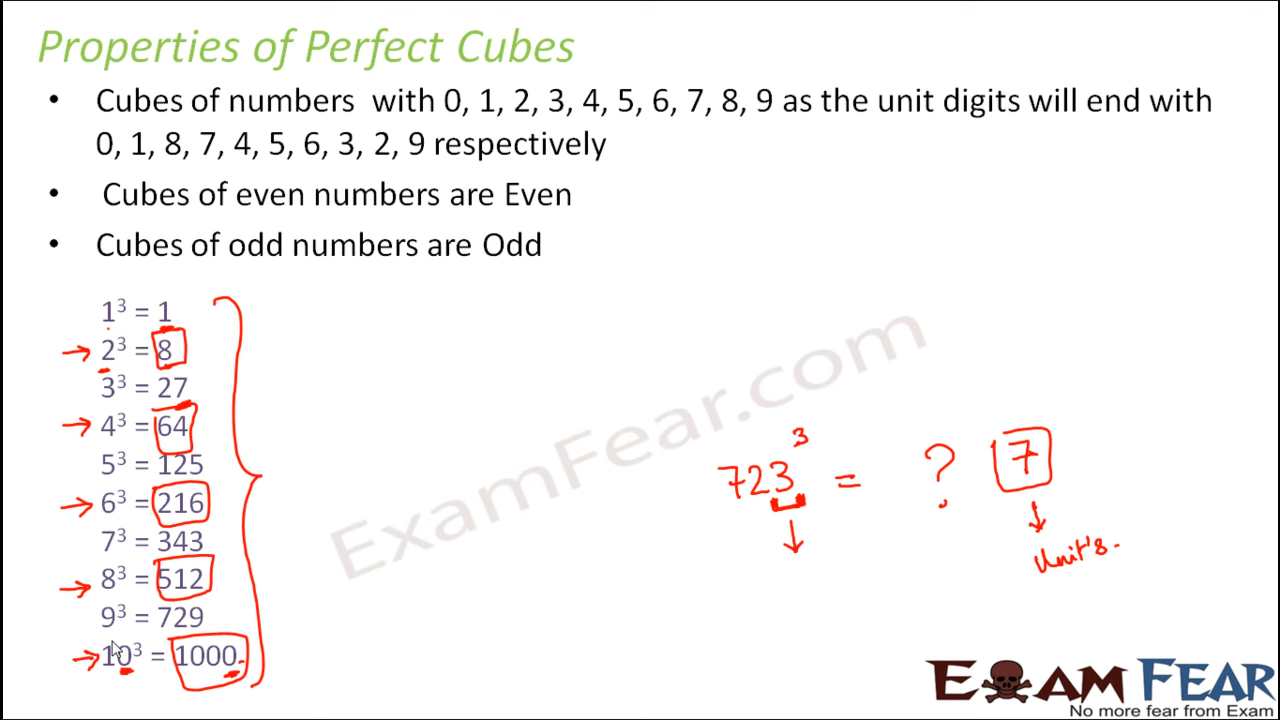 Properties of Perfect Cubes
• Cubes of numbers with 0, 1, 2, 3, 4, 5, 6, 7, 8, 9 as the unit digits will end with
0, 1, 8, 7, 4, 5, 6, 3, 2, 9 respectively
• Cubes of even numbers are Even
• Cubes of odd numbers are Odd
1³ = 1
→ 2³ = 8
3³ = 27
→ 4³ = 64
5³ = 125
→ 6³ = 216
7³ = 343
→ 8³ = 512
9³ = 729
→ 10³ = 1000
723³ = ? 7
Unit's.
ExamFear.com
EXAM FEAR
No more fear from Exam